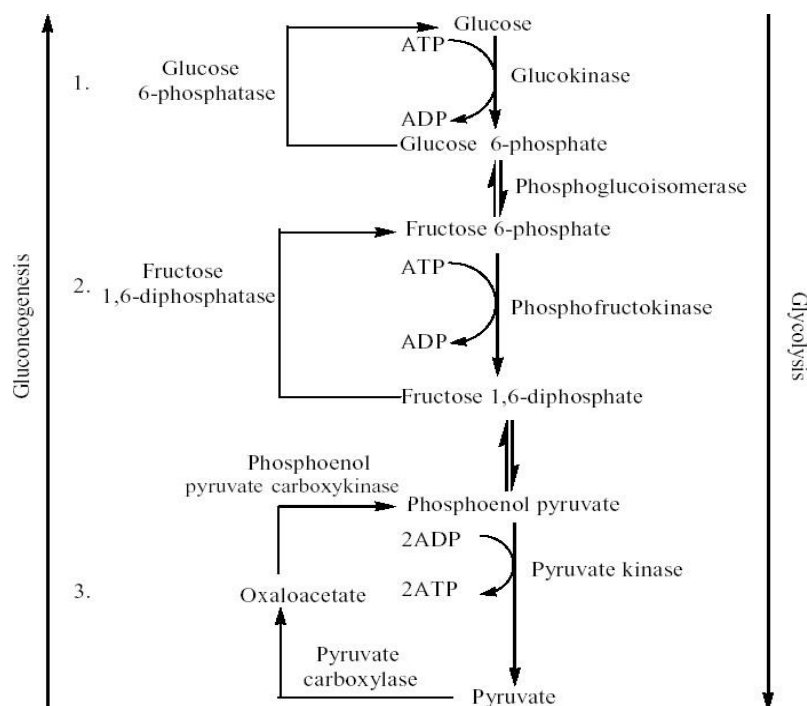 Glucose
ATP
Glucose
6-phosphatase
1.
Glucokinase
ADP
Glucose 6-phosphate
Phosphoglucoisomerase
Fructose 6-phosphate
ATP
Fructose
1,6-diphosphatase
2.
Phosphofructokinase
ADP
Gluconeogenesis
Glycolysis
Fructose 1,6-diphosphate
Phosphoenol
pyruvate carboxykinase
Phosphoenol pyruvate
2ADP
Pyruvate kinase
3.
Oxaloacetate
2ATP
Pyruvate
carboxylase
Pyruvate